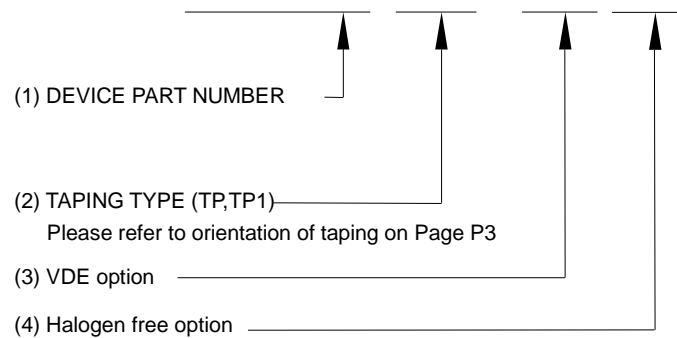 (1) DEVICE PART NUMBER
(2) TAPING TYPE (TP,TP1)
Please refer to orientation of taping on Page P3
(3) VDE option
(4) Halogen free option